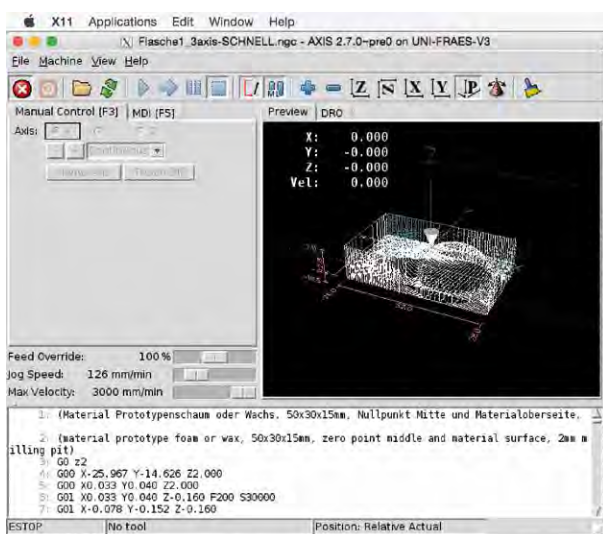 X11 Applications Edit Window Help
Flasche1_3axis-SCHNELL.ngc - AXIS 2.7.0~pre0 on UNI-FRAES-V3
File Machine View Help
Manual Control [F3] MDI [F5]
Preview DRO
Axis:
Continuous
X: 0.000
Y: -0.000
Z: -0.000
Vel: 0.000
Feed Override: 100 %
Jog Speed: 126 mm/min
Max Velocity: 3000 mm/min
1: (Material Prototypenschaum oder Wachs. 50x30x15mm, Nullpunkt Mitte und Materialoberseite.
2: (material prototype foam or wax, 50x30x15mm, zero point middle and material surface, 2mm m
illing pit)
3: G0 z2
4: G00 X-25.967 Y-14.626 Z2.000
5: G00 X0.033 Y0.040 Z2.000
6: G01 X0.033 Y0.040 Z-0.160 F200 S30000
7: G01 X-0.078 Y-0.152 Z-0.160
ESTOP No tool Position: Relative Actual